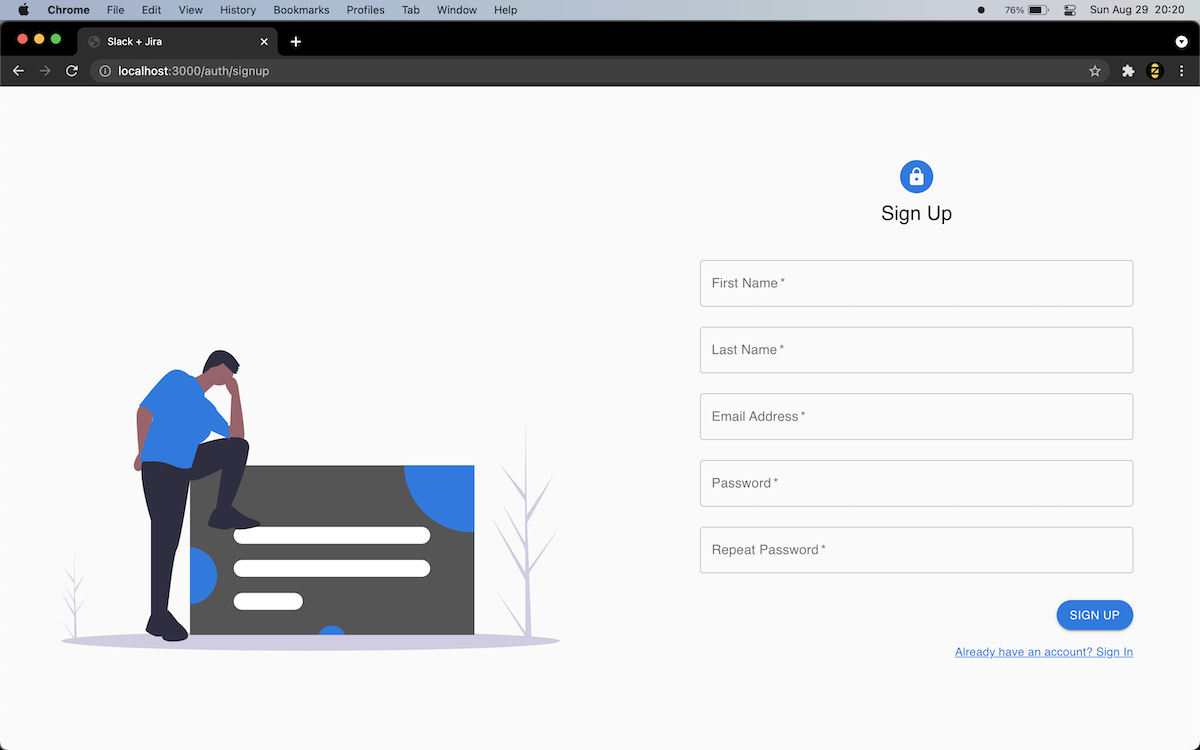 Chrome File Edit View History Bookmarks Profiles Tab Window Help 76% Sun Aug 29 20:20
Slack + Jira
localhost:3000/auth/signup
Sign Up
First Name *
Last Name *
Email Address *
Password *
Repeat Password *
SIGN UP
Already have an account? Sign In